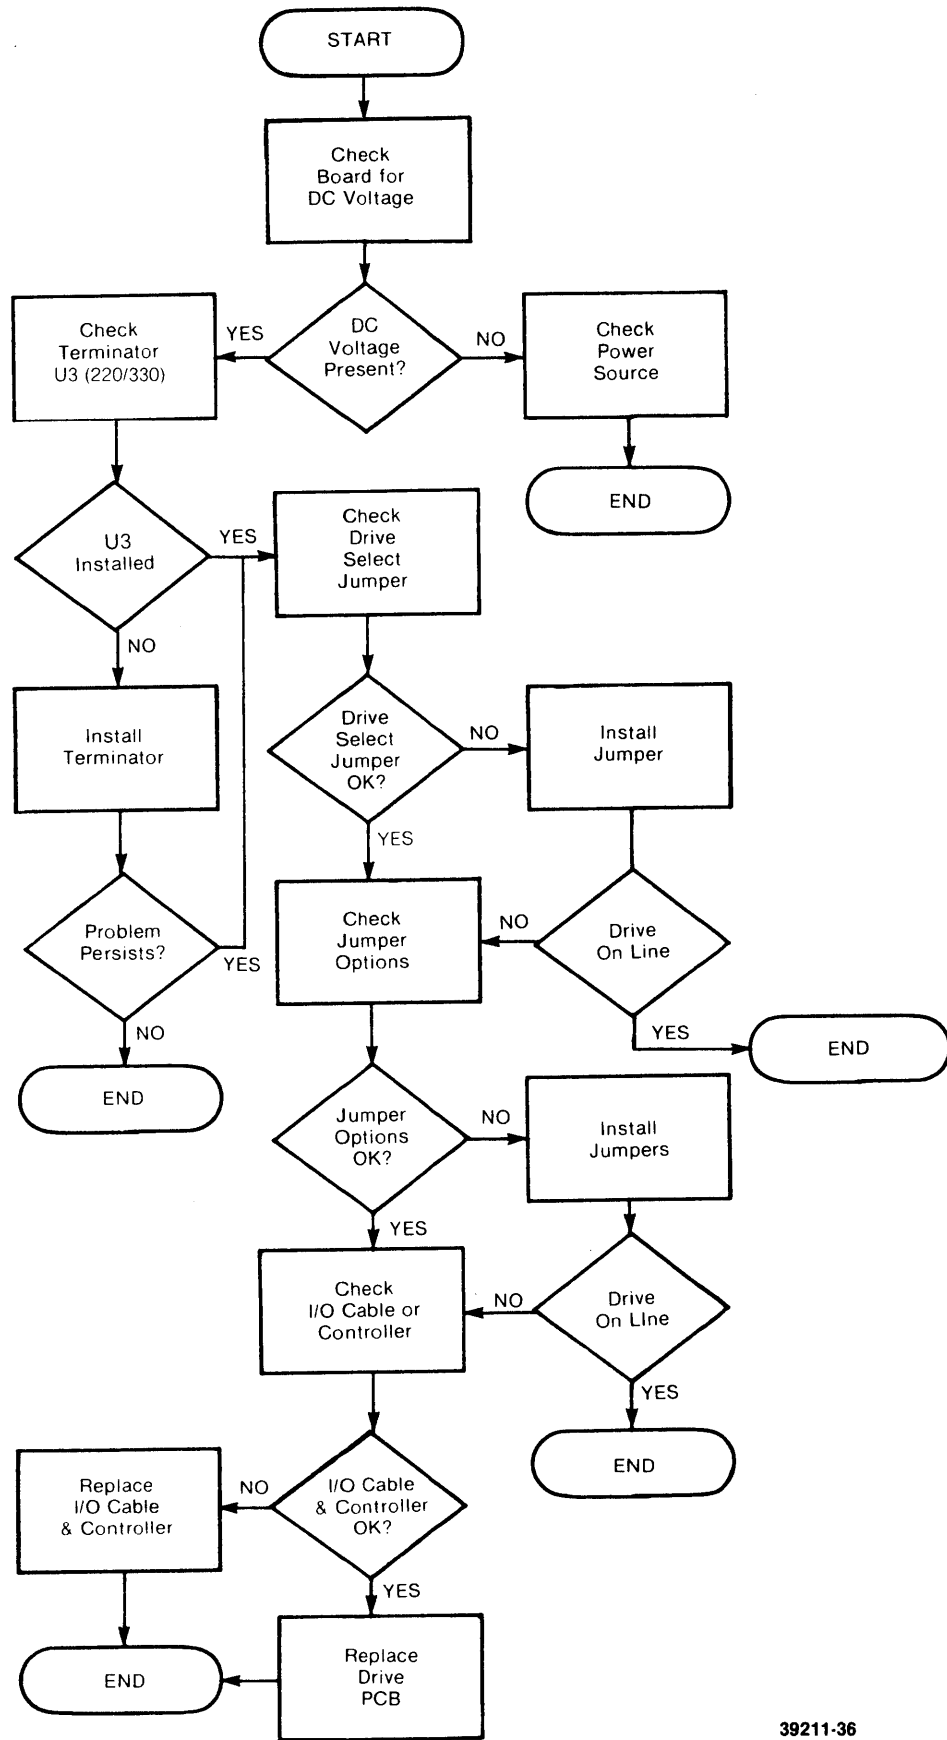 START
Check
Board for
DC Voltage
Check
Terminator
U3 (220/330)
YES
DC
Voltage
Present?
NO
Check
Power
Source
END
U3
Installed
YES
Check
Drive
Select
Jumper
NO
Install
Terminator
Drive
Select
Jumper
OK?
NO
Install
Jumper
YES
Problem
Persists?
YES
Check
Jumper
Options
NO
Drive
On Line
NO
END
YES
END
Jumper
Options
OK?
NO
Install
Jumpers
YES
Check
I/O Cable or
Controller
NO
Drive
On LIne
YES
END
Replace
I/O Cable
& Controller
NO
I/O Cable
& Controller
OK?
YES
END
Replace
Drive
PCB
39211-36